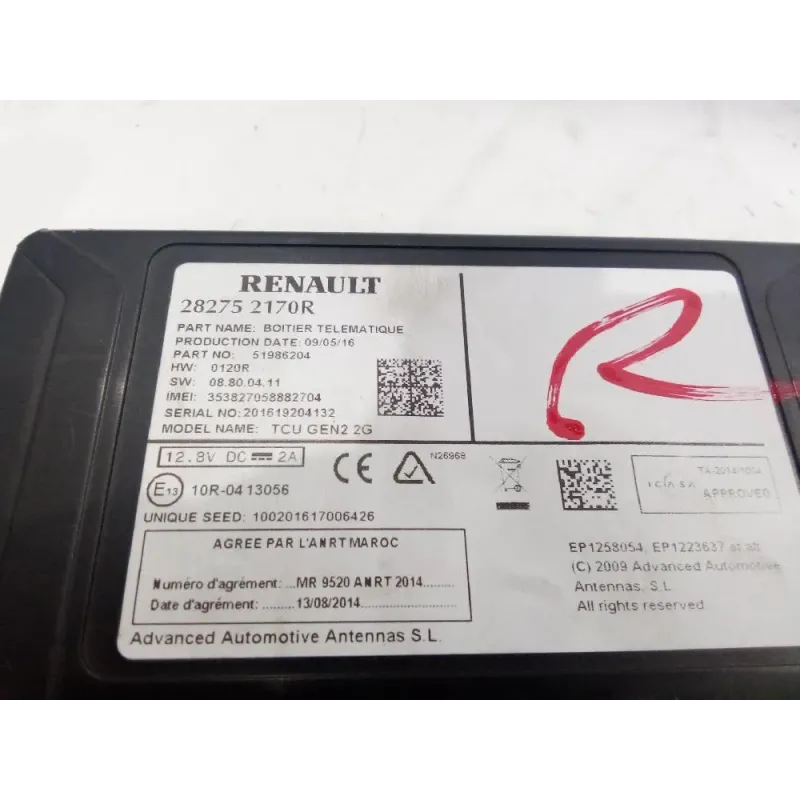 RENAULT
28275 2170R
PART NAME: BOITIER TELEMATIQUE
PRODUCTION DATE: 09/05/16
PART NO: 51986204
HW: 0120R
SW: 08.80.04.11
IMEI: 353827058882704
SERIAL NO: 201619204132
MODEL NAME: TCU GEN2 2G
R
12.8V DC 2A
CE
N26968
E13 10R-04 13056
UNIQUE SEED: 100201617006426
TA-2014/
APPROVED
AGREE PAR L'ANRT MAROC
Numéro d'agrément: ...MR 9520 ANRT 2014........
Date d'agrément: .........13/08/2014.........
Advanced Automotive Antennas S.L.
EP1258054, EP1223637 et alt
(C) 2009 Advanced Automotive
Antennas, S.L
All rights reserved